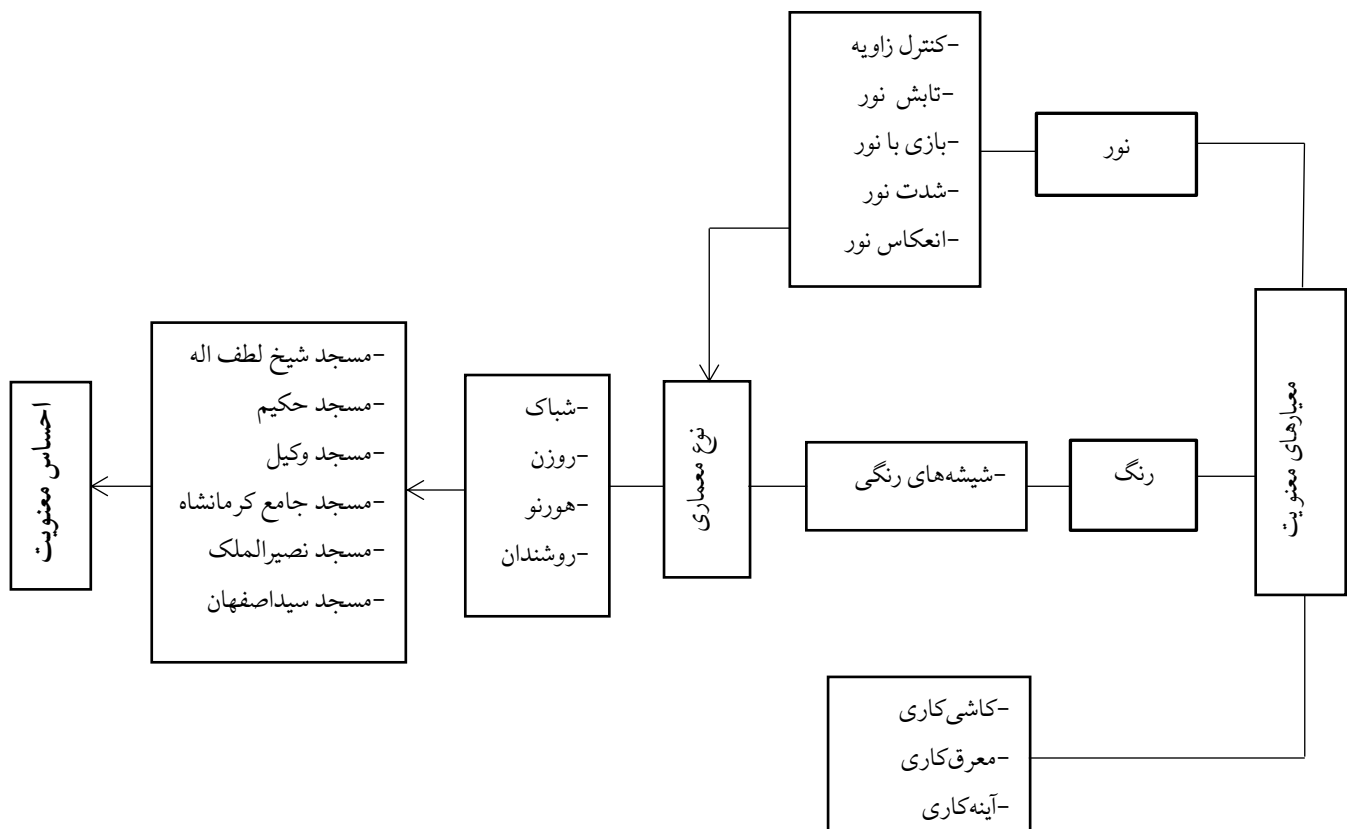 معیارهای معنویت
نور
-کنترل زاویه
-تابش نور
-بازی با نور
-شدت نور
-انعکاس نور
رنگ
-شیشه‌های رنگی
-کاشی‌کاری
-معرق‌کاری
-آینه‌کاری
نوع معماری
-شباک
-روزن
-هورنو
-روشندان
-مسجد شیخ لطف اله
-مسجد حکیم
-مسجد وکیل
-مسجد جامع کرمانشاه
-مسجد نصیرالملک
-مسجد سیداصفهان
احساس معنویت